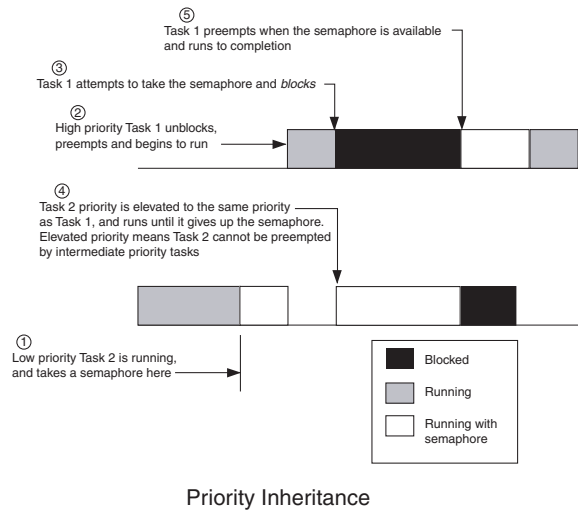 ⑤
Task 1 preempts when the semaphore is available
and runs to completion
③
Task 1 attempts to take the semaphore and blocks
②
High priority Task 1 unblocks,
preempts and begins to run
④
Task 2 priority is elevated to the same priority
as Task 1, and runs until it gives up the semaphore.
Elevated priority means Task 2 cannot be preempted
by intermediate priority tasks
①
Low priority Task 2 is running,
and takes a semaphore here
Blocked
Running
Running with
semaphore
Priority Inheritance